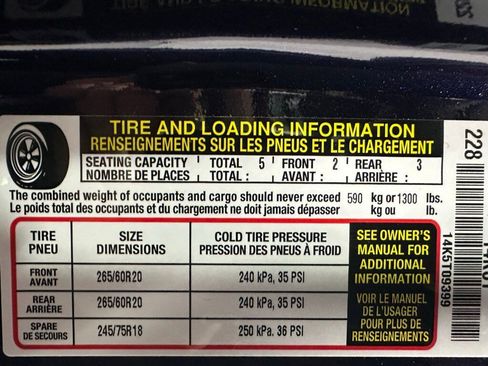 TIRE AND LOADING INFORMATION
RENSEIGNEMENTS SUR LES PNEUS ET LE CHARGEMENT
SEATING CAPACITY TOTAL 5 FRONT 2 REAR 3
NOMBRE DE PLACES TOTAL : AVANT : ARRIÈRE :
The combined weight of occupants and cargo should never exceed 590 kg or 1300 lbs.
Le poids total des occupants et du chargement ne doit jamais dépasser kg ou lb.
TIRE SIZE COLD TIRE PRESSURE
PNEU DIMENSIONS PRESSION DES PNEUS À FROID
FRONT
AVANT 265/60R20 240 kPa, 35 PSI
REAR
ARRIÈRE 265/60R20 240 kPa, 35 PSI
SPARE
DE SECOURS 245/75R18 250 kPa. 36 PSI
SEE OWNER'S
MANUAL FOR
ADDITIONAL
INFORMATION
VOIR LE MANUEL
DE L'USAGER
POUR PLUS DE
RENSEIGNEMENTS
228
14K5T09399